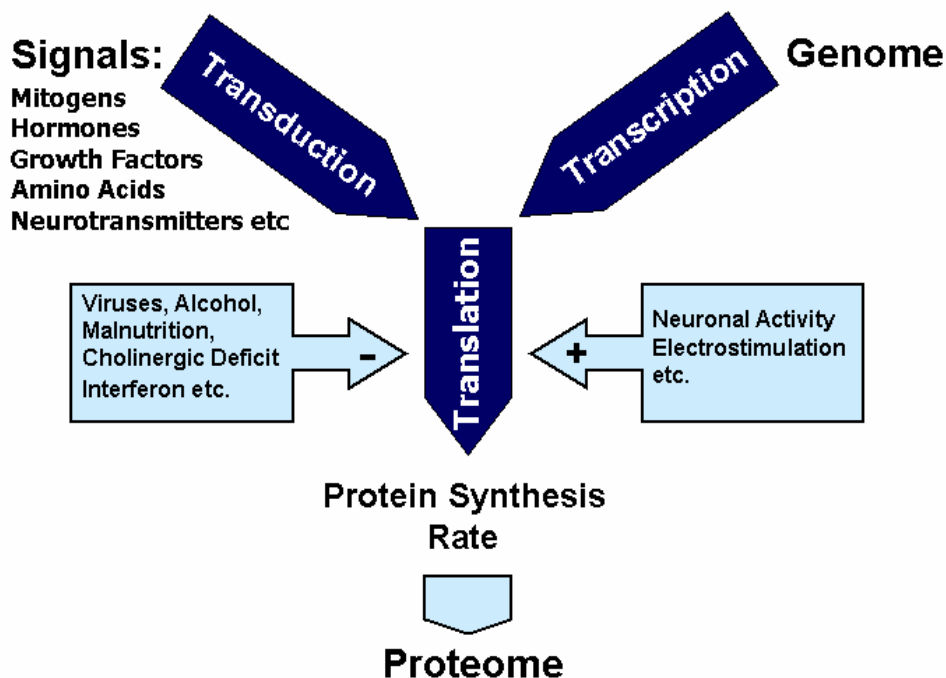 Signals:
Mitogens
Hormones
Growth Factors
Amino Acids
Neurotransmitters etc
Transduction
Transcription
Genome
Translation
Viruses, Alcohol,
Malnutrition,
Cholinergic Deficit
Interferon etc.
-
+
Neuronal Activity
Electrostimulation
etc.
Protein Synthesis
Rate
Proteome